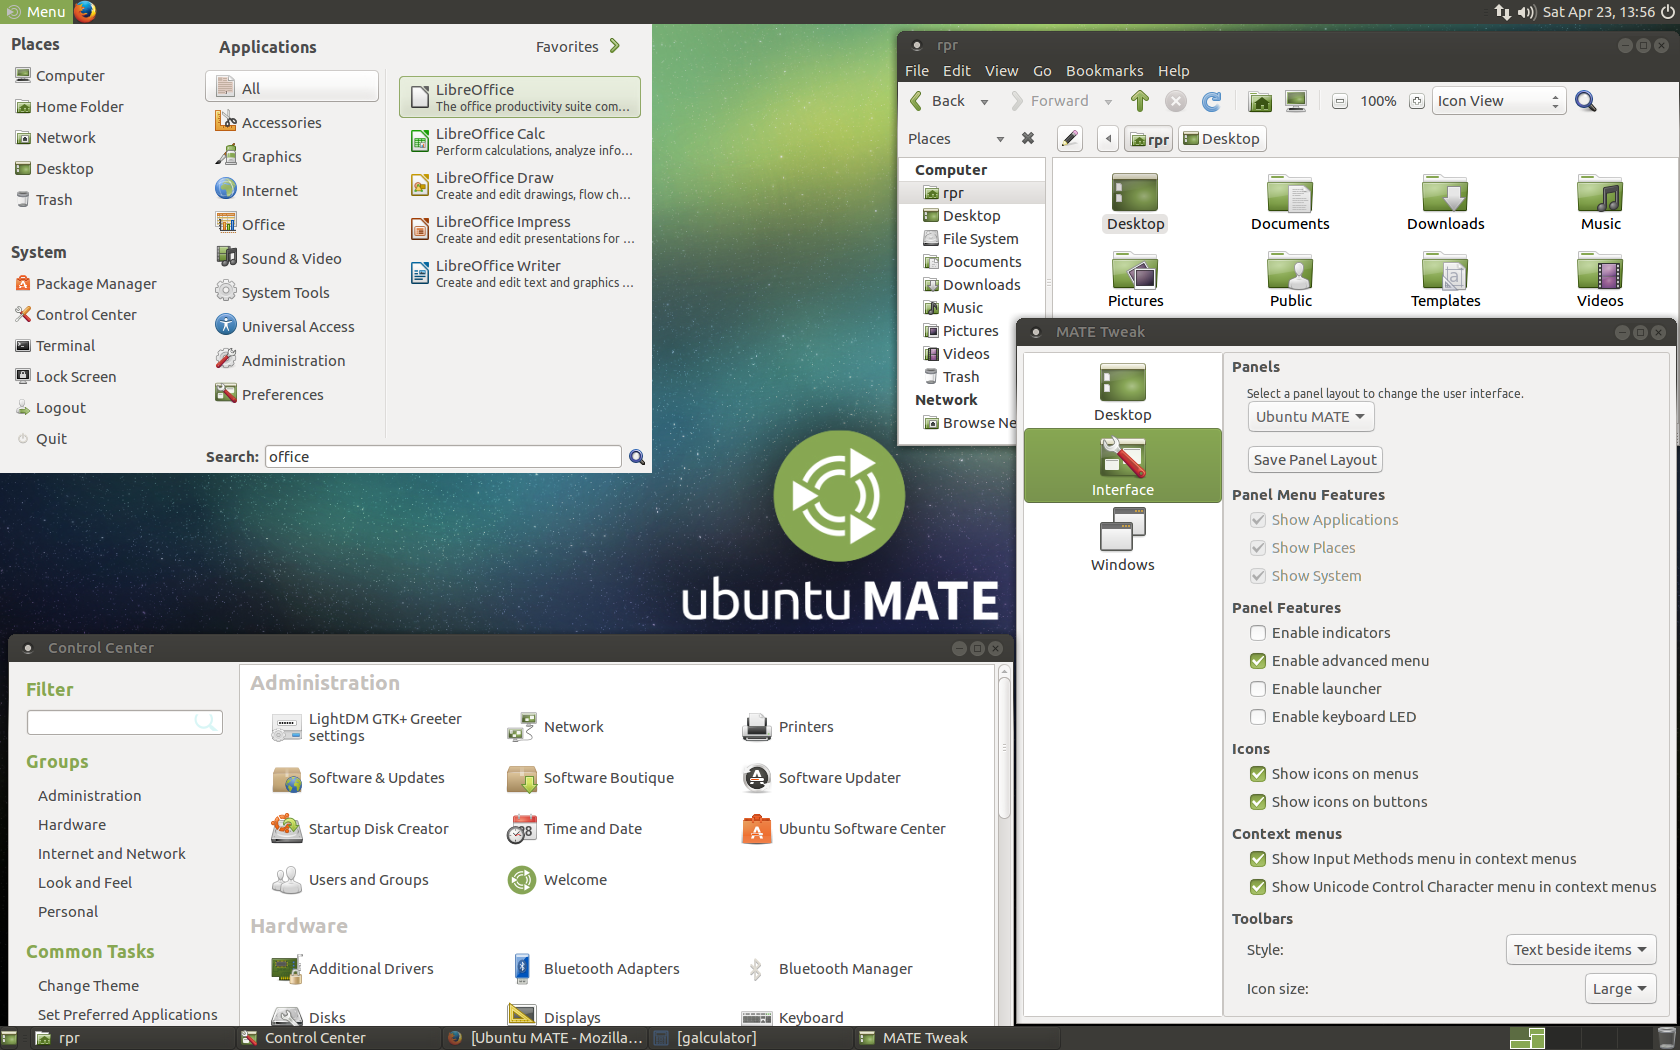 Menu
Sat Apr 23, 13:56
Places
Computer
Home Folder
Network
Desktop
Trash
System
Package Manager
Control Center
Terminal
Lock Screen
Logout
Quit
Applications
Favorites
All
Accessories
Graphics
Internet
Office
Sound & Video
System Tools
Universal Access
Administration
Preferences
LibreOffice
The office productivity suite com...
LibreOffice Calc
Perform calculations, analyze info...
LibreOffice Draw
Create and edit drawings, flow ch...
LibreOffice Impress
Create and edit presentations for ...
LibreOffice Writer
Create and edit text and graphics ...
Search: office
rpr
File Edit View Go Bookmarks Help
Back Forward 100% Icon View
Places rpr Desktop
Computer
rpr
Desktop
File System
Documents
Downloads
Music
Pictures
Videos
Trash
Network
Browse Ne
Desktop Documents Downloads Music
Pictures Public Templates Videos
ubuntu MATE
MATE Tweak
Desktop
Interface
Windows
Panels
Select a panel layout to change the user interface.
Ubuntu MATE
Save Panel Layout
Panel Menu Features
Show Applications
Show Places
Show System
Panel Features
Enable indicators
Enable advanced menu
Enable launcher
Enable keyboard LED
Icons
Show icons on menus
Show icons on buttons
Context menus
Show Input Methods menu in context menus
Show Unicode Control Character menu in context menus
Toolbars
Style: Text beside items
Icon size: Large
Control Center
Filter
Groups
Administration
Hardware
Internet and Network
Look and Feel
Personal
Common Tasks
Change Theme
Set Preferred Applications
Administration
LightDM GTK+ Greeter
settings
Network
Printers
Software & Updates
Software Boutique
Software Updater
Startup Disk Creator
Time and Date
Ubuntu Software Center
Users and Groups
Welcome
Hardware
Additional Drivers
Bluetooth Adapters
Bluetooth Manager
Disks
Displays
Keyboard
rpr
Control Center
[Ubuntu MATE - Mozilla...
[galculator]
MATE Tweak